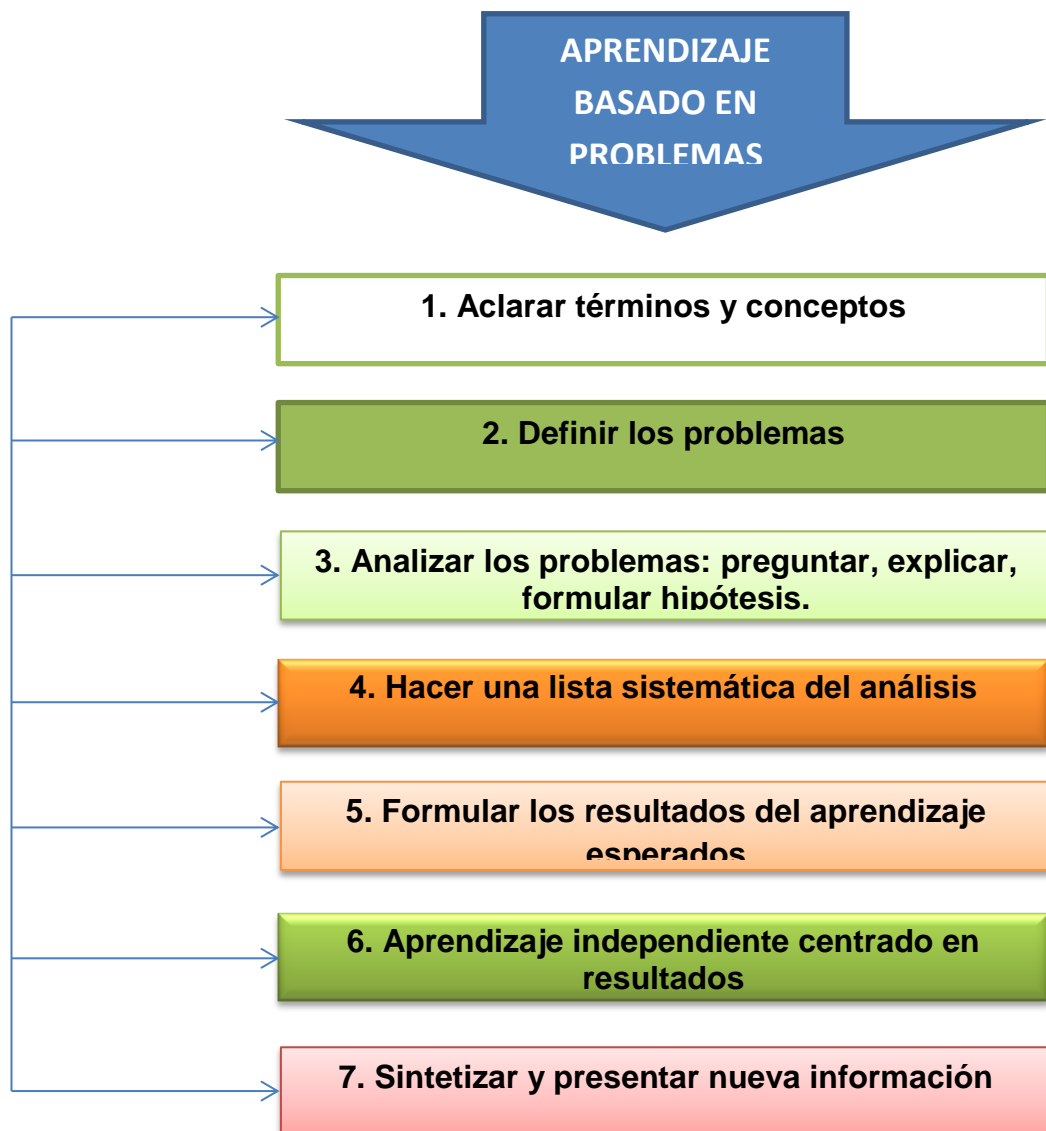 APRENDIZAJE
BASADO EN
PROBLEMAS
1. Aclarar términos y conceptos
2. Definir los problemas
3. Analizar los problemas: preguntar, explicar,
formular hipótesis.
4. Hacer una lista sistemática del análisis
5. Formular los resultados del aprendizaje
esperados
6. Aprendizaje independiente centrado en
resultados
7. Sintetizar y presentar nueva información